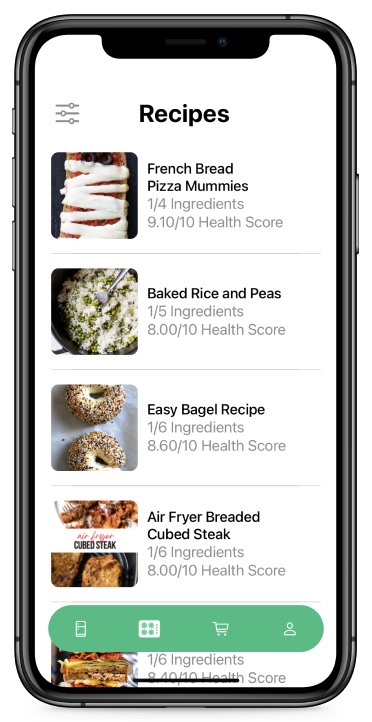 Recipes
French Bread
Pizza Mummies
1/4 Ingredients
9.10/10 Health Score
Baked Rice and Peas
1/5 Ingredients
8.00/10 Health Score
Easy Bagel Recipe
1/6 Ingredients
8.60/10 Health Score
air fryer
CUBED STEAK
Air Fryer Breaded
Cubed Steak
1/6 Ingredients
8.00/10 Health Score
1/6 Ingredients
8.40/10 Health Score